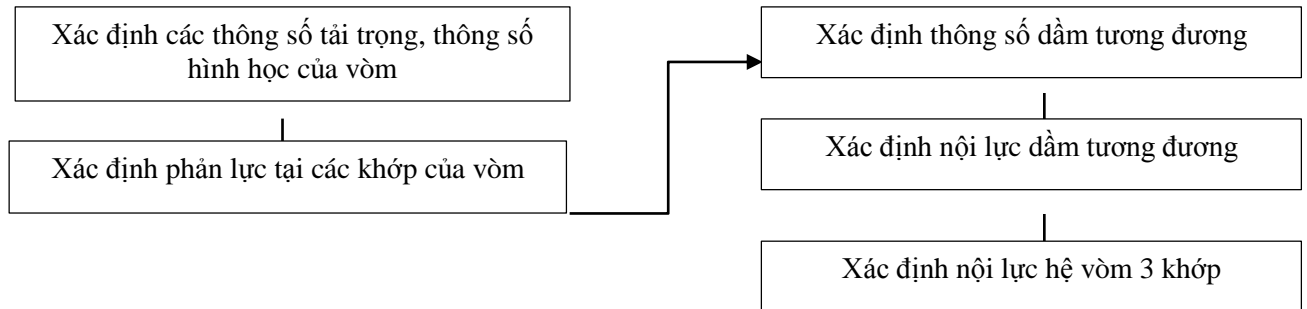 Xác định các thông số tải trọng, thông số
hình học của vòm
Xác định phản lực tại các khớp của vòm
Xác định thông số dầm tương đương
Xác định nội lực dầm tương đương
Xác định nội lực hệ vòm 3 khớp